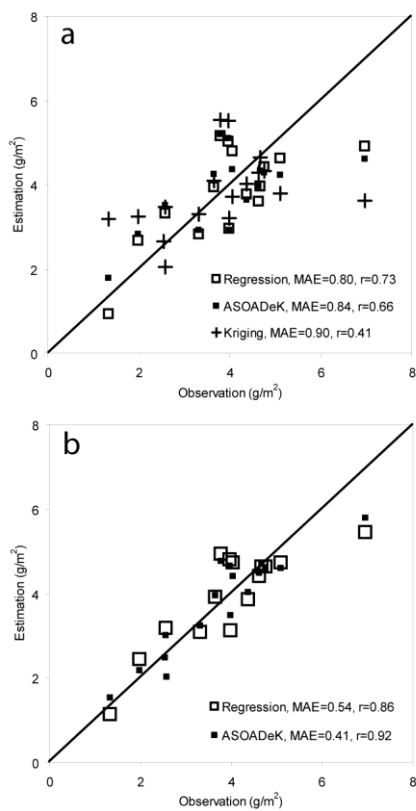 a
8
6
4
2
0
Estimation (g/m²)
Regression, MAE=0.80, r=0.73
ASOADeK, MAE=0.84, r=0.66
Kriging, MAE=0.90, r=0.41
0 2 4 6 8
Observation (g/m²)
b
8
6
4
2
0
Estimation (g/m²)
Regression, MAE=0.54, r=0.86
ASOADeK, MAE=0.41, r=0.92
0 2 4 6 8
Observation (g/m²)